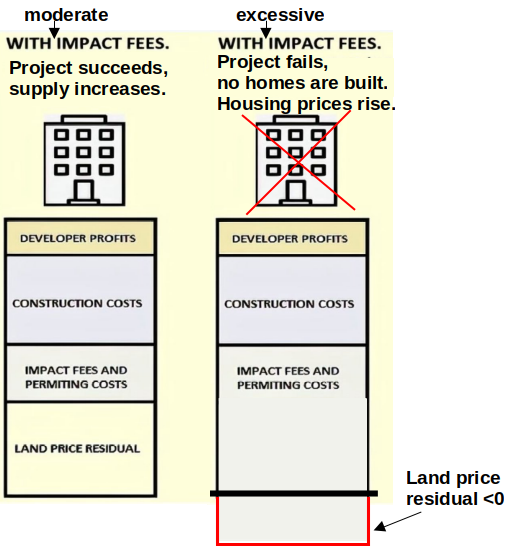 moderate
WITH IMPACT FEES.
Project succeeds,
supply increases.
DEVELOPER PROFITS
CONSTRUCTION COSTS
IMPACT FEES AND
PERMITING COSTS
LAND PRICE RESIDUAL
excessive
WITH IMPACT FEES.
Project fails,
no homes are built.
Housing prices rise.
DEVELOPER PROFITS
CONSTRUCTION COSTS
IMPACT FEES AND
PERMITING COSTS
Land price
residual <0